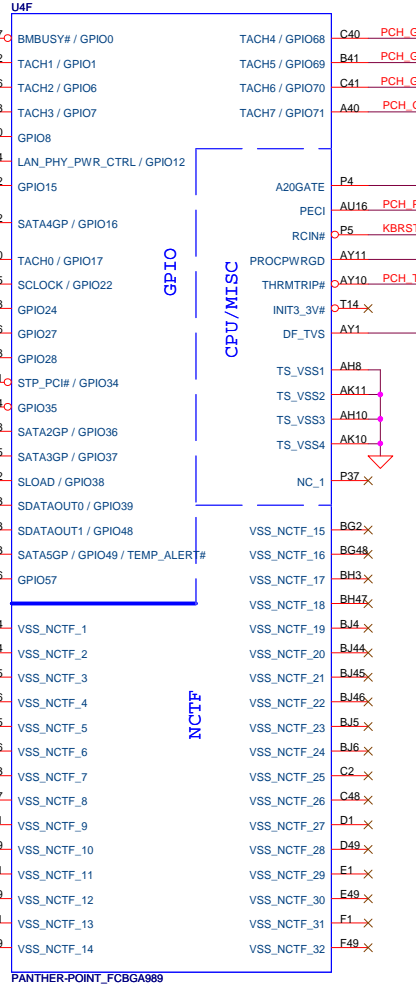 U4F
BMBUSY# / GPIO0
TACH4 / GPIO68 C40
TACH1 / GPIO1
TACH5 / GPIO69 B41
TACH2 / GPIO6
TACH6 / GPIO70 C41
TACH3 / GPIO7
TACH7 / GPIO71 A40
GPIO8
LAN_PHY_PWR_CTRL / GPIO12
GPIO15
A20GATE P4
PECI AU16
SATA4GP / GPIO16
RCIN# P5
TACH0 / GPIO17
PROCPWRGD AY11
SCLOCK / GPIO22
THRMTRIP# AY10
GPIO24
INIT3_3V# T14
GPIO27
DF_TVS AY1
GPIO28
TS_VSS1 AH8
STP_PCI# / GPIO34
TS_VSS2 AK11
GPIO35
TS_VSS3 AH10
SATA2GP / GPIO36
TS_VSS4 AK10
SATA3GP / GPIO37
SLOAD / GPIO38
NC_1 P37
SDATAOUT0 / GPIO39
SDATAOUT1 / GPIO48
VSS_NCTF_15 BG2
SATA5GP / GPIO49 / TEMP_ALERT#
VSS_NCTF_16 BG48
GPIO57
VSS_NCTF_17 BH3
VSS_NCTF_18 BH47
VSS_NCTF_1
VSS_NCTF_19 BJ4
VSS_NCTF_2
VSS_NCTF_20 BJ44
VSS_NCTF_3
VSS_NCTF_21 BJ45
VSS_NCTF_4
VSS_NCTF_22 BJ46
VSS_NCTF_5
VSS_NCTF_23 BJ5
VSS_NCTF_6
VSS_NCTF_24 BJ6
VSS_NCTF_7
VSS_NCTF_25 C2
VSS_NCTF_8
VSS_NCTF_26 C48
VSS_NCTF_9
VSS_NCTF_27 D1
VSS_NCTF_10
VSS_NCTF_28 D49
VSS_NCTF_11
VSS_NCTF_29 E1
VSS_NCTF_12
VSS_NCTF_30 E49
VSS_NCTF_13
VSS_NCTF_31 F1
VSS_NCTF_14
VSS_NCTF_32 F49
GPIO
CPU/MISC
NCTF
PANTHER-POINT_FCBGA989